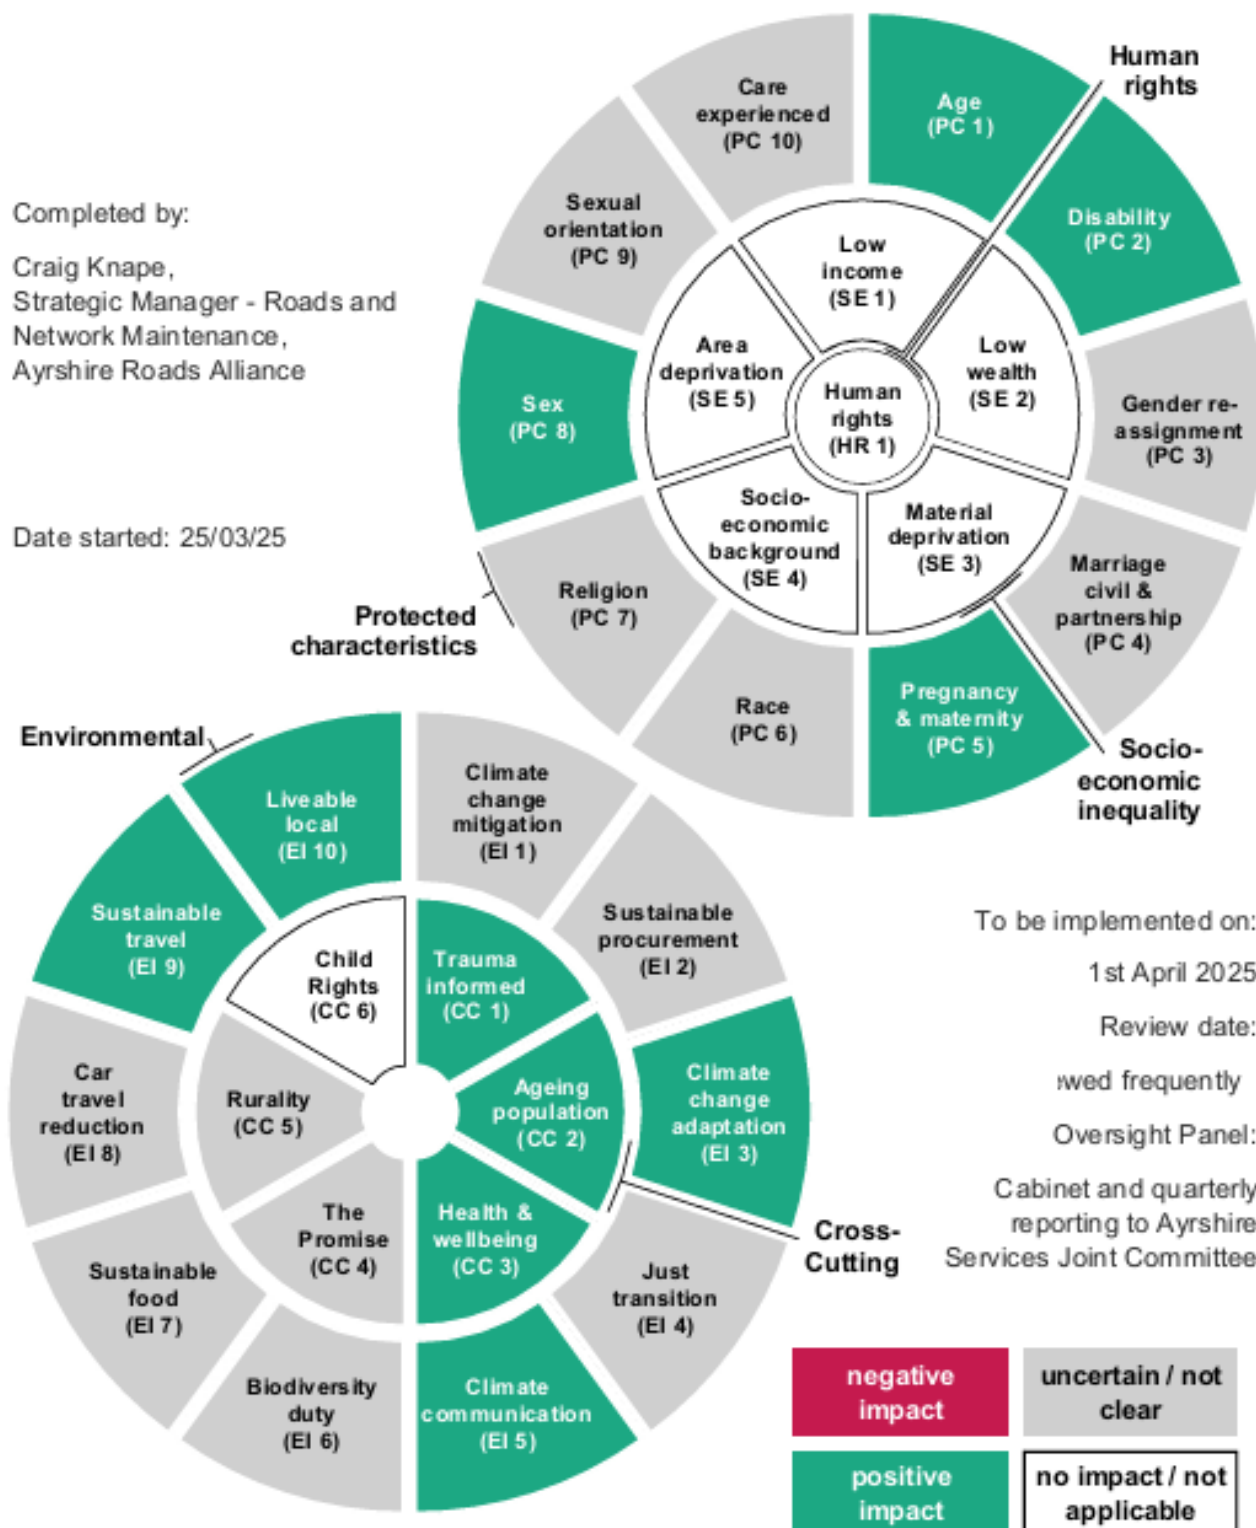 Completed by:
Craig Knape,
Strategic Manager - Roads and
Network Maintenance,
Ayrshire Roads Alliance
Date started: 25/03/25
Human
rights
Age
(PC 1)
Disability
(PC 2)
Gender re-
assignment
(PC 3)
Marriage
civil &
partnership
(PC 4)
Pregnancy
& maternity
(PC 5)
Race
(PC 6)
Religion
(PC 7)
Sex
(PC 8)
Sexual
orientation
(PC 9)
Care
experienced
(PC 10)
Low
income
(SE 1)
Low
wealth
(SE 2)
Material
deprivation
(SE 3)
Socio-
economic
background
(SE 4)
Area
deprivation
(SE 5)
Human
rights
(HR 1)
Protected
characteristics
Socio-
economic
inequality
Environmental
Climate
change
mitigation
(EI 1)
Sustainable
procurement
(EI 2)
Climate
change
adaptation
(EI 3)
Just
transition
(EI 4)
Climate
communication
(EI 5)
Biodiversity
duty
(EI 6)
Sustainable
food
(EI 7)
Car
travel
reduction
(EI 8)
Sustainable
travel
(EI 9)
Liveable
local
(EI 10)
Trauma
informed
(CC 1)
Ageing
population
(CC 2)
Health &
wellbeing
(CC 3)
The
Promise
(CC 4)
Rurality
(CC 5)
Child
Rights
(CC 6)
Cross-
Cutting
To be implemented on:
1st April 2025
Review date:
wed frequently
Oversight Panel:
Cabinet and quarterly
reporting to Ayrshire
Services Joint Committee
negative
impact
uncertain / not
clear
positive
impact
no impact / not
applicable